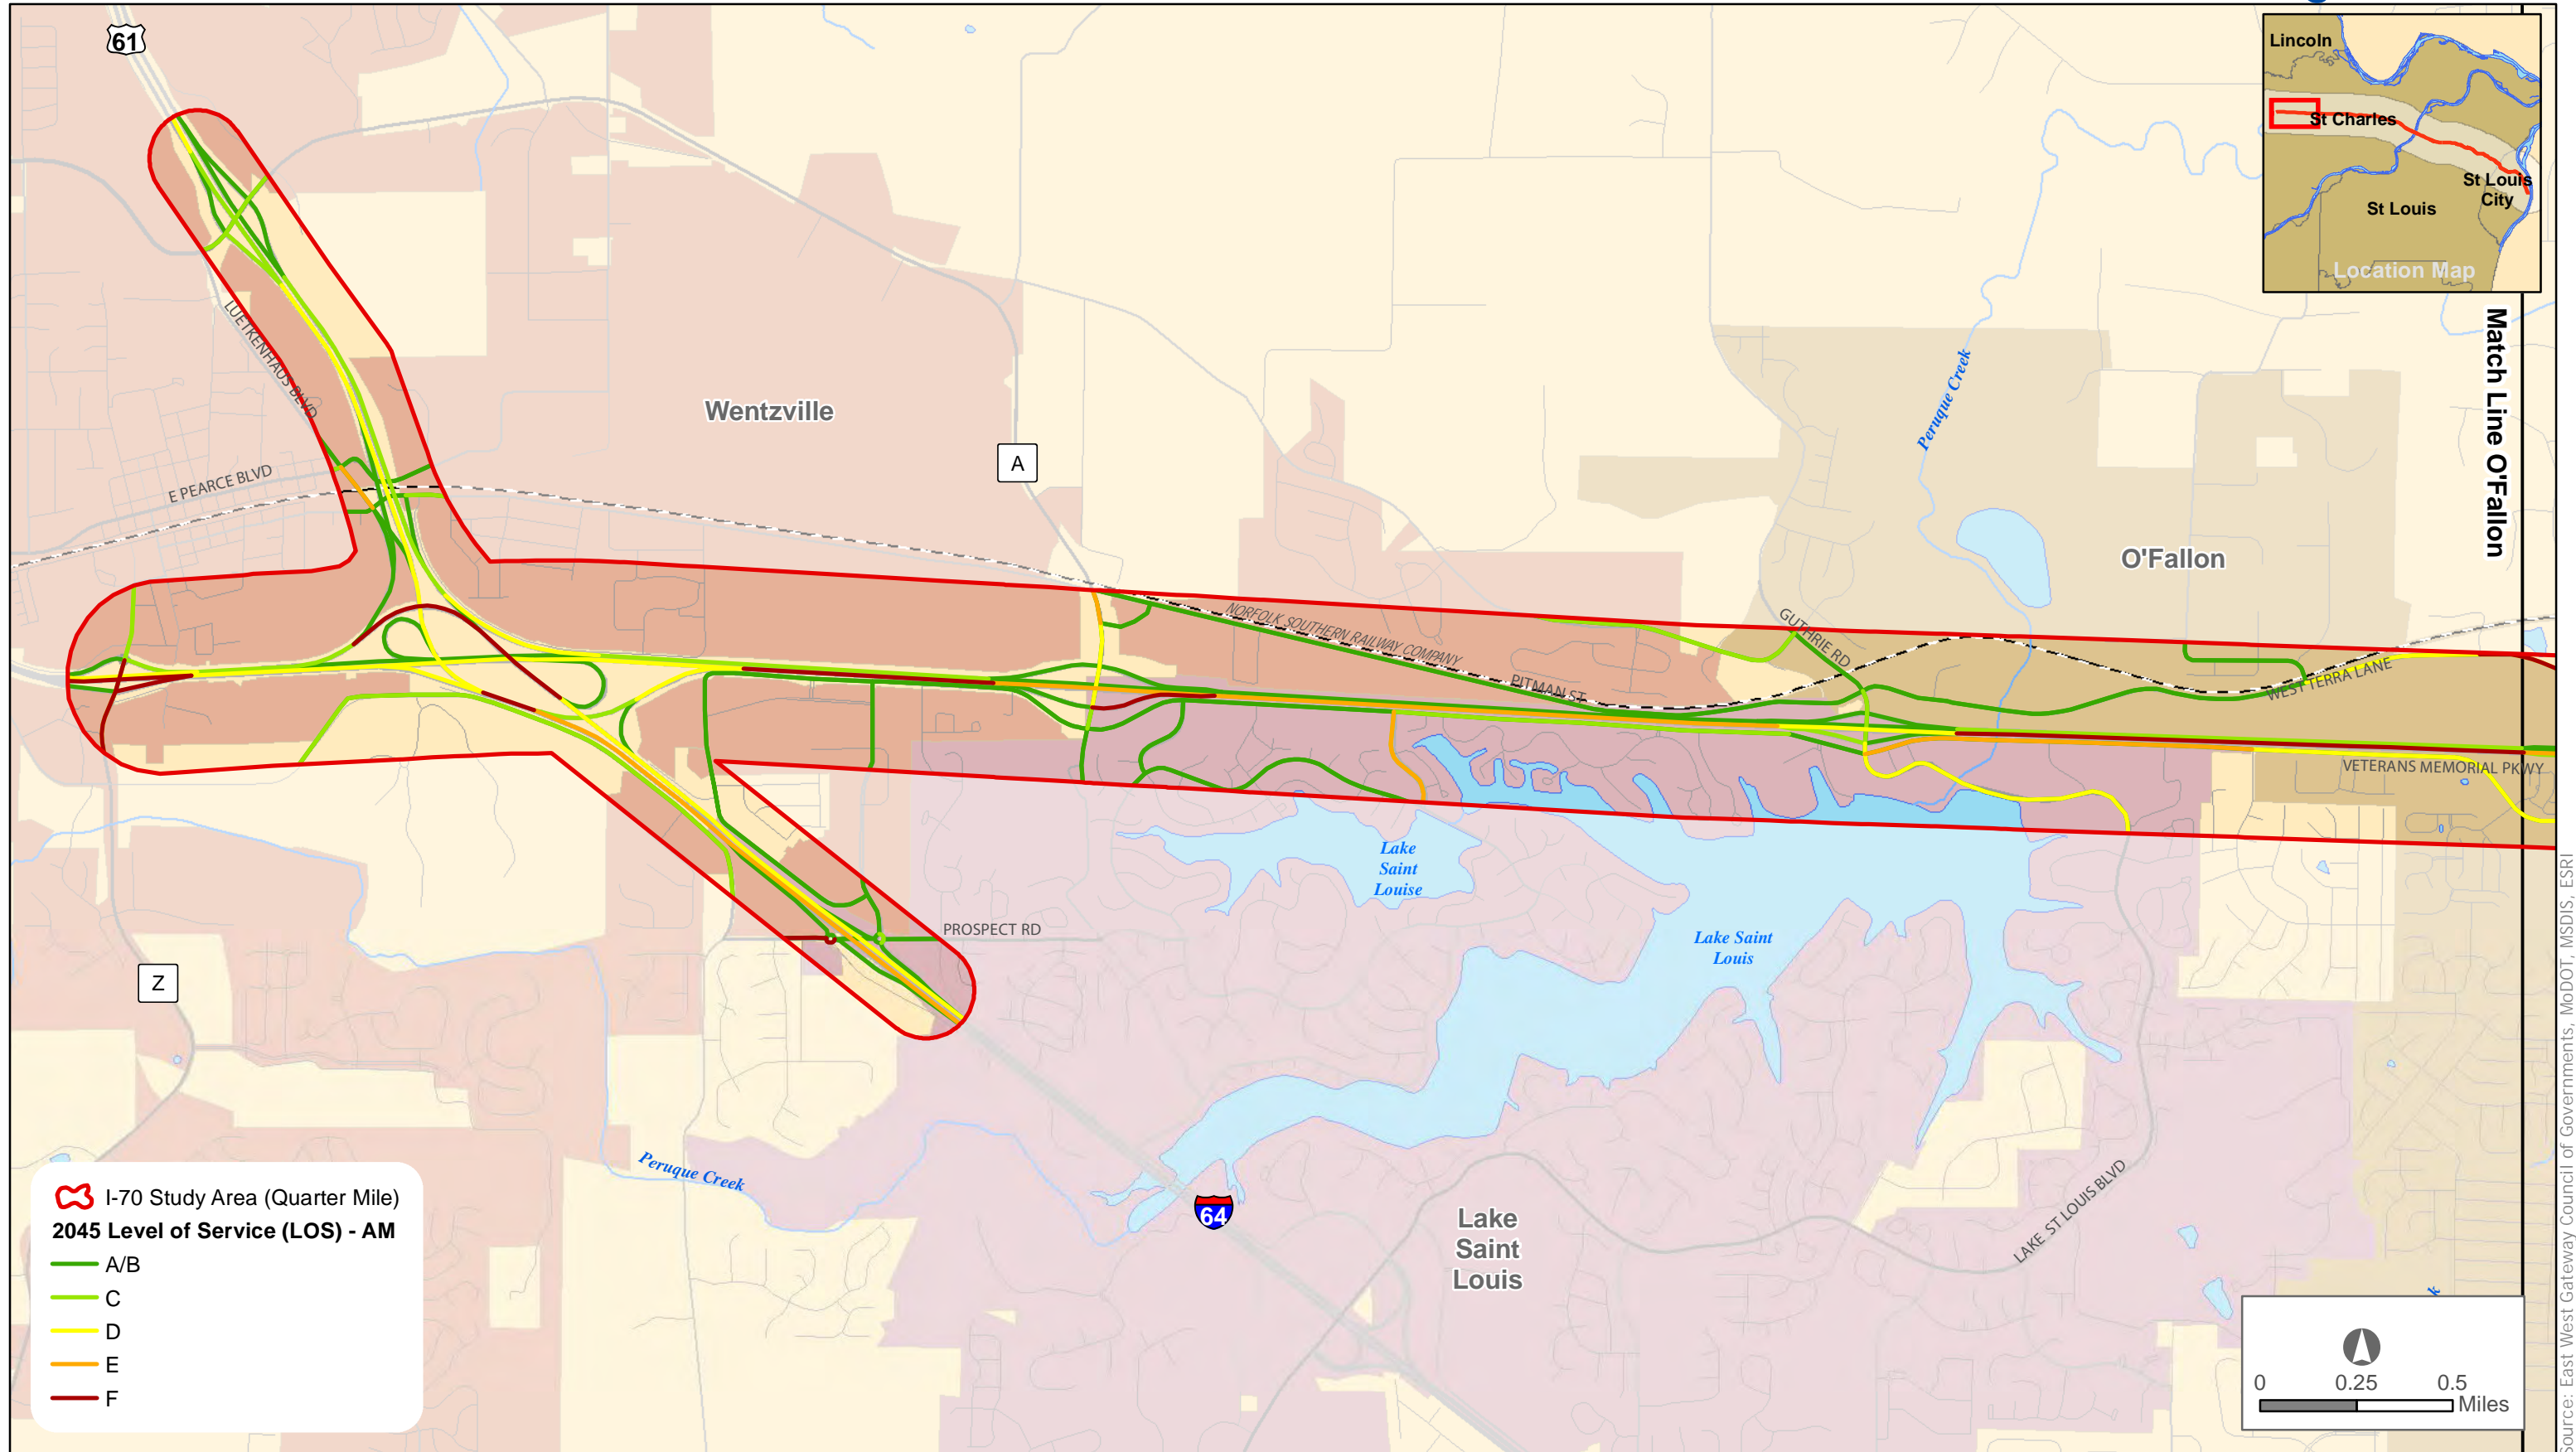 61
Lincoln
St Charles
St Louis
City
St Louis
Location Map
Match Line O'Fallon
LUETKENHAUS BLVD
Wentzville
A
Peruque Creek
E PEARCE BLVD
O'Fallon
NORFOLK SOUTHERN RAILWAY COMPANY
GUTHRIE RD
PITMAN ST
WEST TERRA LANE
VETERANS MEMORIAL PKWY
Lake
Saint
Louise
PROSPECT RD
Lake Saint
Louis
Z
Peruque Creek
64
Lake
Saint
Louis
LAKE ST LOUIS BLVD
I-70 Study Area (Quarter Mile)
2045 Level of Service (LOS) - AM
A/B
C
D
E
F
k
0 0.25 0.5
Miles
Source: East West Gateway Council of Governments, MoDOT, MSDIS, ESRI